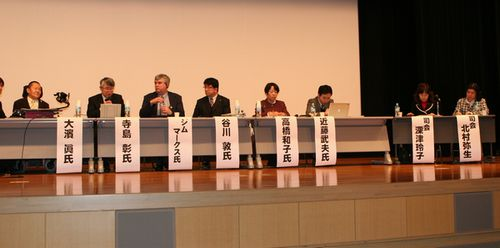 大濱 眞氏
寺島 彰氏
シム
マークス氏
谷川 敦氏
高橋和子氏
近藤武夫氏
司会
深津玲子
司会
北村弥生